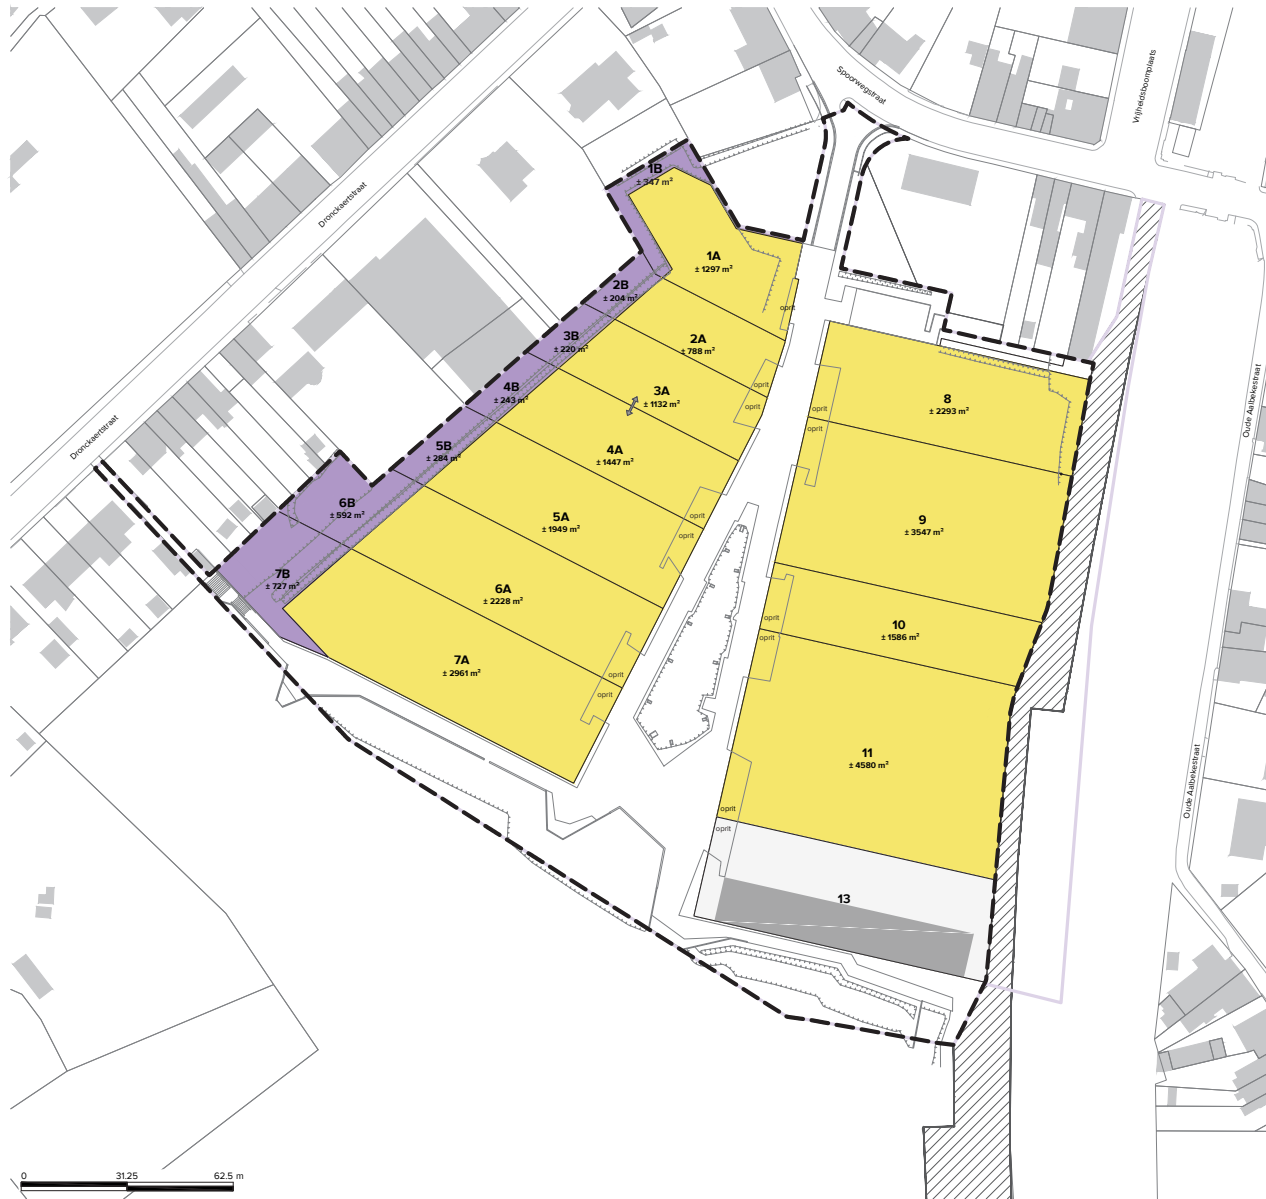 Spoorwegstraat
Vrijheidsboomplaats
Dronckaertstraat
1B
± 347 m²
1A
± 1297 m²
2B
± 204 m²
oprit
3B
± 220 m²
2A
± 788 m²
Oude Aalbekestraat
4B
± 243 m²
3A
± 1132 m²
oprit
oprit
8
± 2293 m²
oprit
oprit
Dronckaertstraat
5B
± 284 m²
4A
± 1447 m²
6B
± 592 m²
5A
± 1949 m²
oprit
oprit
9
± 3547 m²
7B
± 727 m²
6A
± 2228 m²
oprit
oprit
10
± 1586 m²
7A
± 2961 m²
oprit
oprit
11
± 4580 m²
Oude Aalbekestraat
oprit
oprit
13
0 31.25 62.5 m